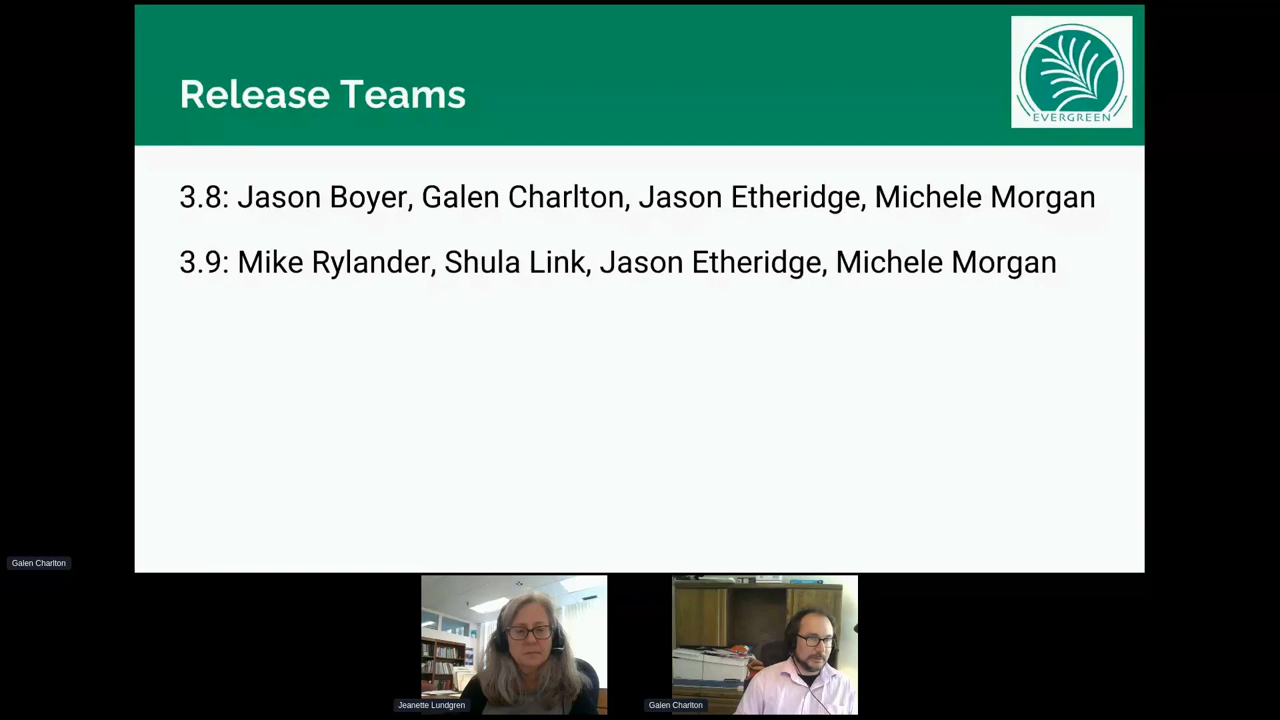 Release Teams
EVERGREEN
3.8: Jason Boyer, Galen Charlton, Jason Etheridge, Michele Morgan
3.9: Mike Rylander, Shula Link, Jason Etheridge, Michele Morgan
Galen Charlton
Jeanette Lundgren
Galen Charlton